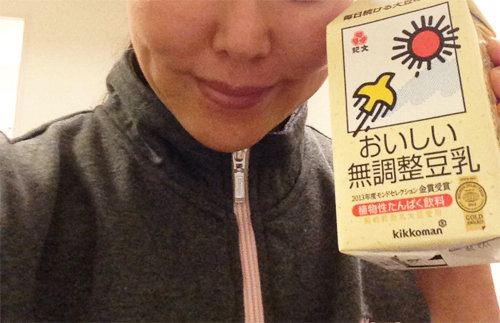 毎日続ける大豆
紀文
おいしい
無調整豆乳
2013年度モンドセレクション金賞受賞
植物性たんぱく飲料
kikkoman®
GOLD